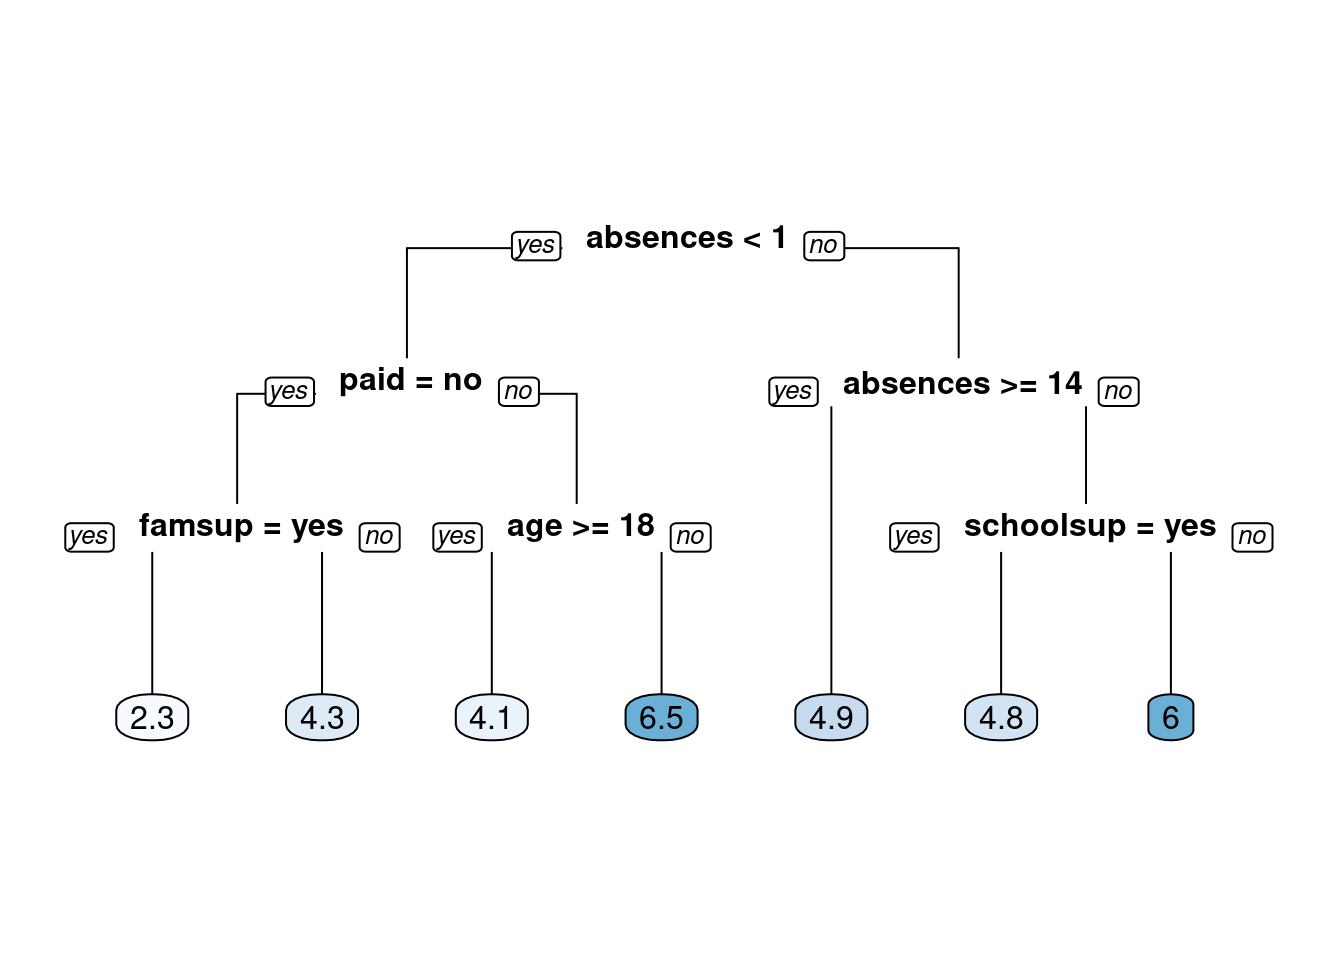 yes absences < 1 no
yes paid = no no
yes absences >= 14 no
yes famsup = yes no
yes age >= 18 no
yes schoolsup = yes no
2.3 4.3 4.1 6.5 4.9 4.8 6